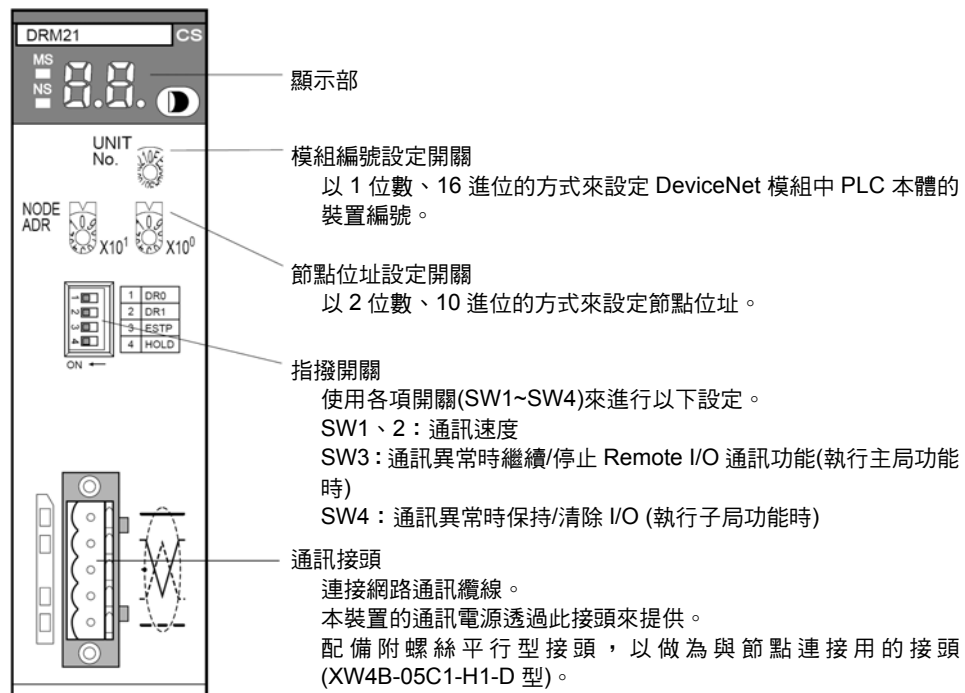 DRM21 CS
MS
NS
8.8.
UNIT
No.
NODE
ADR
X10¹ X10⁰
1 DR0
2 DR1
3 ESTP
4 HOLD
1
2
3
4
ON ←
顯示部
模組編號設定開關
以 1 位數、16 進位的方式來設定 DeviceNet 模組中 PLC 本體的
裝置編號。
節點位址設定開關
以 2 位數、10 進位的方式來設定節點位址。
指撥開關
使用各項開關(SW1~SW4)來進行以下設定。
SW1、2：通訊速度
SW3：通訊異常時繼續/停止 Remote I/O 通訊功能(執行主局功能
時)
SW4：通訊異常時保持/清除 I/O (執行子局功能時)
通訊接頭
連接網路通訊纜線。
本裝置的通訊電源透過此接頭來提供。
配備附螺絲平行型接頭，以做為與節點連接用的接頭
(XW4B-05C1-H1-D 型)。